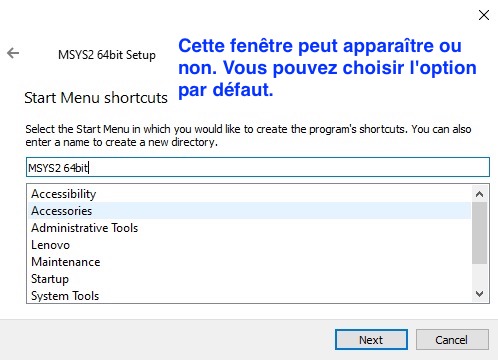 MSYS2 64bit Setup
Cette fenêtre peut apparaître ou
non. Vous pouvez choisir l'option
par défaut.
Start Menu shortcuts
Select the Start Menu in which you would like to create the program's shortcuts. You can also
enter a name to create a new directory.
MSYS2 64bit
Accessibility
Accessories
Administrative Tools
Lenovo
Maintenance
Startup
System Tools
Next
Cancel